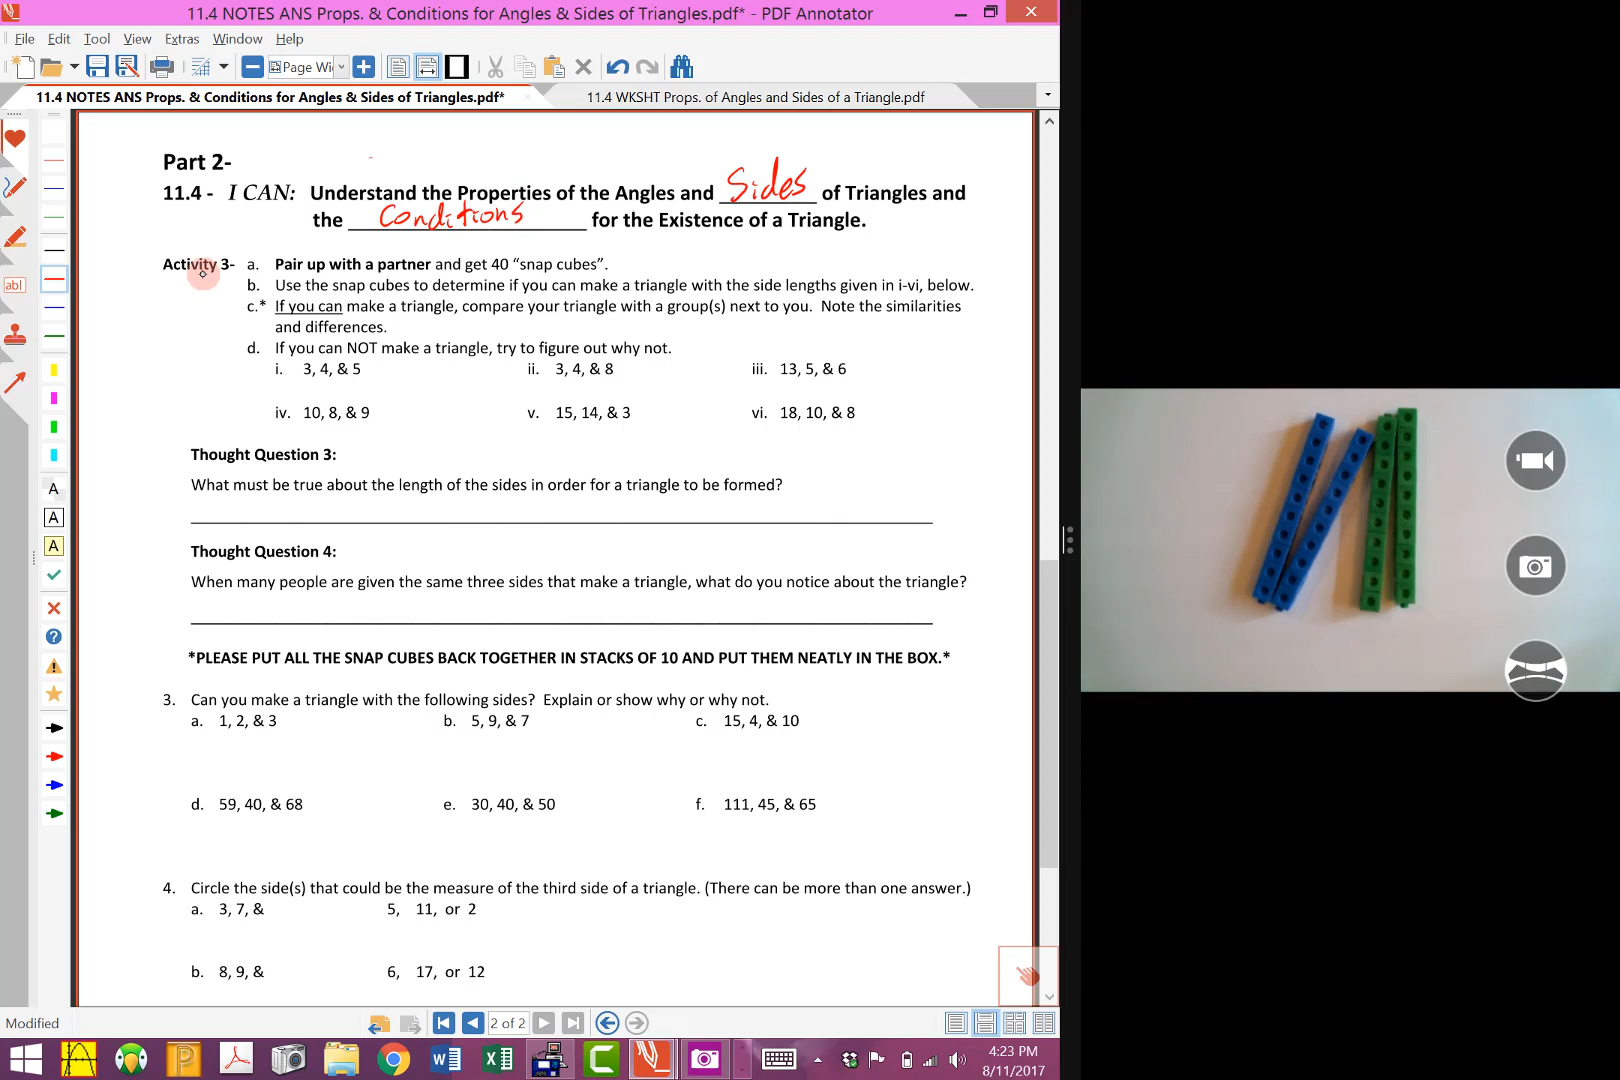 11.4 NOTES ANS Props. & Conditions for Angles & Sides of Triangles.pdf* - PDF Annotator
File Edit Tool View Extras Window Help
Page Wi
11.4 NOTES ANS Props. & Conditions for Angles & Sides of Triangles.pdf* 11.4 WKSHT Props. of Angles and Sides of a Triangle.pdf
Part 2-
11.4 - I CAN: Understand the Properties of the Angles and Sides of Triangles and
the Conditions for the Existence of a Triangle.
Activity 3- a. Pair up with a partner and get 40 “snap cubes”.
b. Use the snap cubes to determine if you can make a triangle with the side lengths given in i-vi, below.
c.* If you can make a triangle, compare your triangle with a group(s) next to you. Note the similarities
and differences.
d. If you can NOT make a triangle, try to figure out why not.
i. 3, 4, & 5 ii. 3, 4, & 8 iii. 13, 5, & 6
iv. 10, 8, & 9 v. 15, 14, & 3 vi. 18, 10, & 8
Thought Question 3:
What must be true about the length of the sides in order for a triangle to be formed?
Thought Question 4:
When many people are given the same three sides that make a triangle, what do you notice about the triangle?
*PLEASE PUT ALL THE SNAP CUBES BACK TOGETHER IN STACKS OF 10 AND PUT THEM NEATLY IN THE BOX.*
3. Can you make a triangle with the following sides? Explain or show why or why not.
a. 1, 2, & 3 b. 5, 9, & 7 c. 15, 4, & 10
d. 59, 40, & 68 e. 30, 40, & 50 f. 111, 45, & 65
4. Circle the side(s) that could be the measure of the third side of a triangle. (There can be more than one answer.)
a. 3, 7, & 5, 11, or 2
b. 8, 9, & 6, 17, or 12
abl
A
A
A
Modified 2 of 2
4:23 PM
8/11/2017